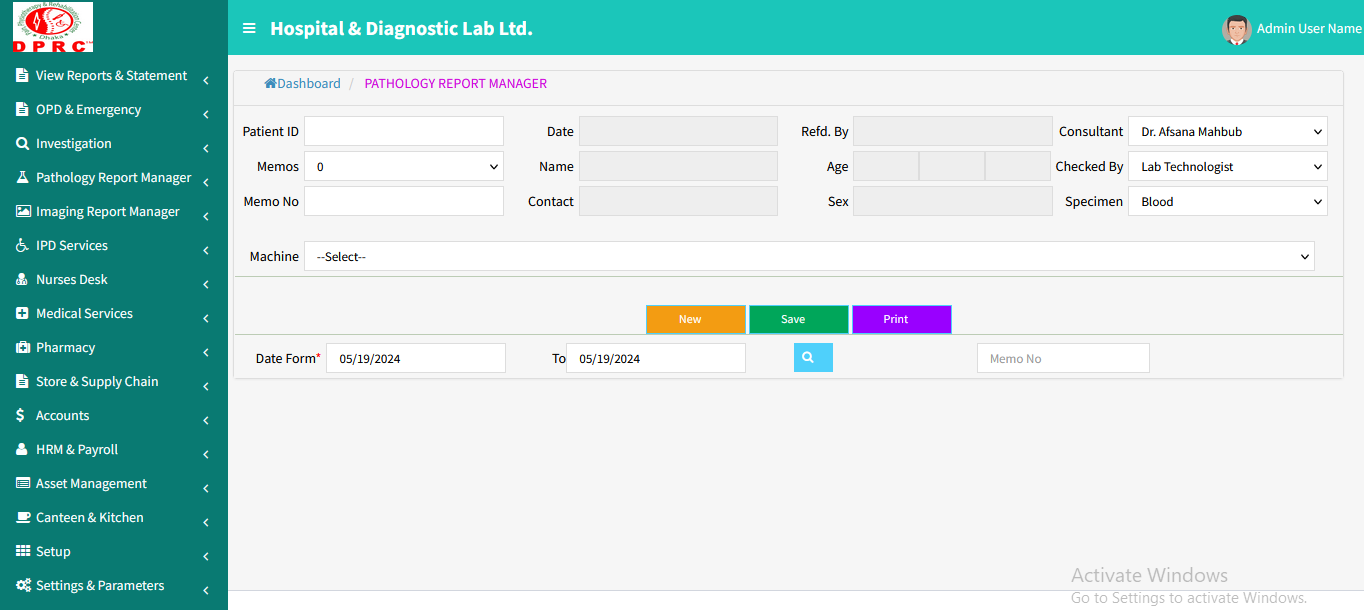 Physiotherapy & Rehabilitation
Dhaka
DPRC
Hospital & Diagnostic Lab Ltd.
Admin User Name
View Reports & Statement
OPD & Emergency
Investigation
Pathology Report Manager
Imaging Report Manager
IPD Services
Nurses Desk
Medical Services
Pharmacy
Store & Supply Chain
Accounts
HRM & Payroll
Asset Management
Canteen & Kitchen
Setup
Settings & Parameters
Dashboard / PATHOLOGY REPORT MANAGER
Patient ID Date Refd. By Consultant Dr. Afsana Mahbub
Memos 0 Name Age Checked By Lab Technologist
Memo No Contact Sex Specimen Blood
Machine --Select--
New Save Print
Date Form* 05/19/2024 To 05/19/2024 Memo No
Activate Windows
Go to Settings to activate Windows.